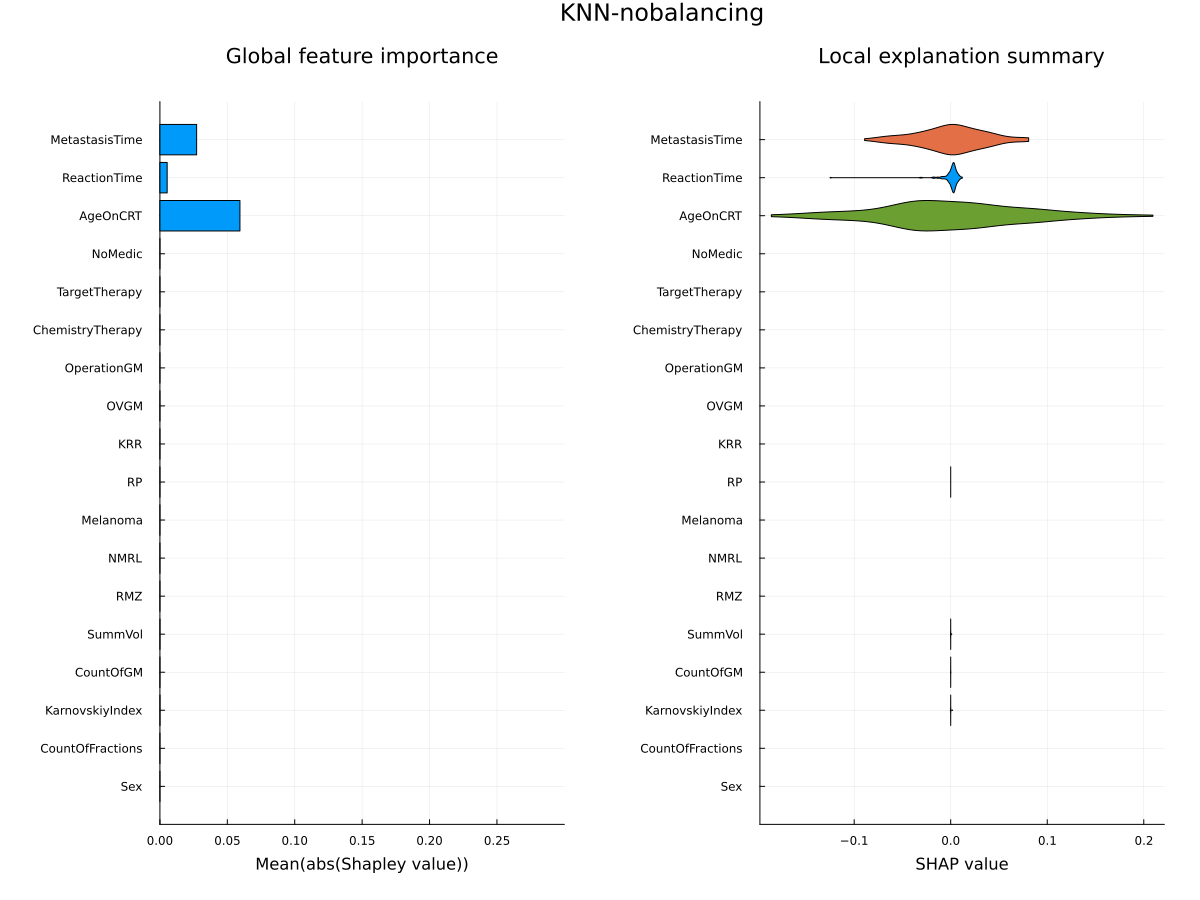 KNN-nobalancing
Global feature importance
MetastasisTime
ReactionTime
AgeOnCRT
NoMedic
TargetTherapy
ChemistryTherapy
OperationGM
OVGM
KRR
RP
Melanoma
NMRL
RMZ
SummVol
CountOfGM
KarnovskiyIndex
CountOfFractions
Sex
0.00 0.05 0.10 0.15 0.20 0.25
Mean(abs(Shapley value))
Local explanation summary
MetastasisTime
ReactionTime
AgeOnCRT
NoMedic
TargetTherapy
ChemistryTherapy
OperationGM
OVGM
KRR
RP
Melanoma
NMRL
RMZ
SummVol
CountOfGM
KarnovskiyIndex
CountOfFractions
Sex
−0.1 0.0 0.1 0.2
SHAP value